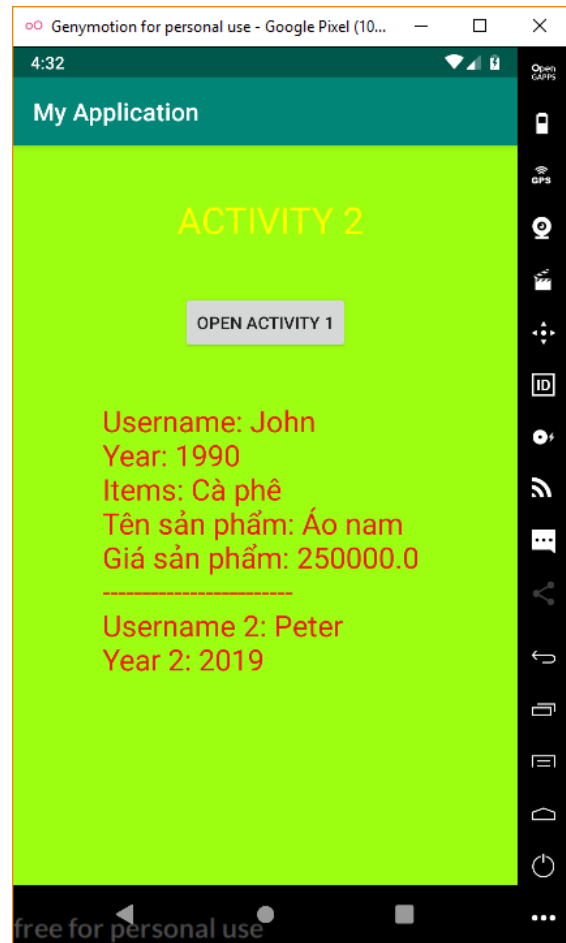 Genymotion for personal use - Google Pixel (10...
4:32
Open
GAPPS
My Application
GPS
ACTIVITY 2
OPEN ACTIVITY 1
ID
Username: John
Year: 1990
Items: Cà phê
Tên sản phẩm: Áo nam
Giá sản phẩm: 250000.0
------------------------
Username 2: Peter
Year 2: 2019
free for personal use